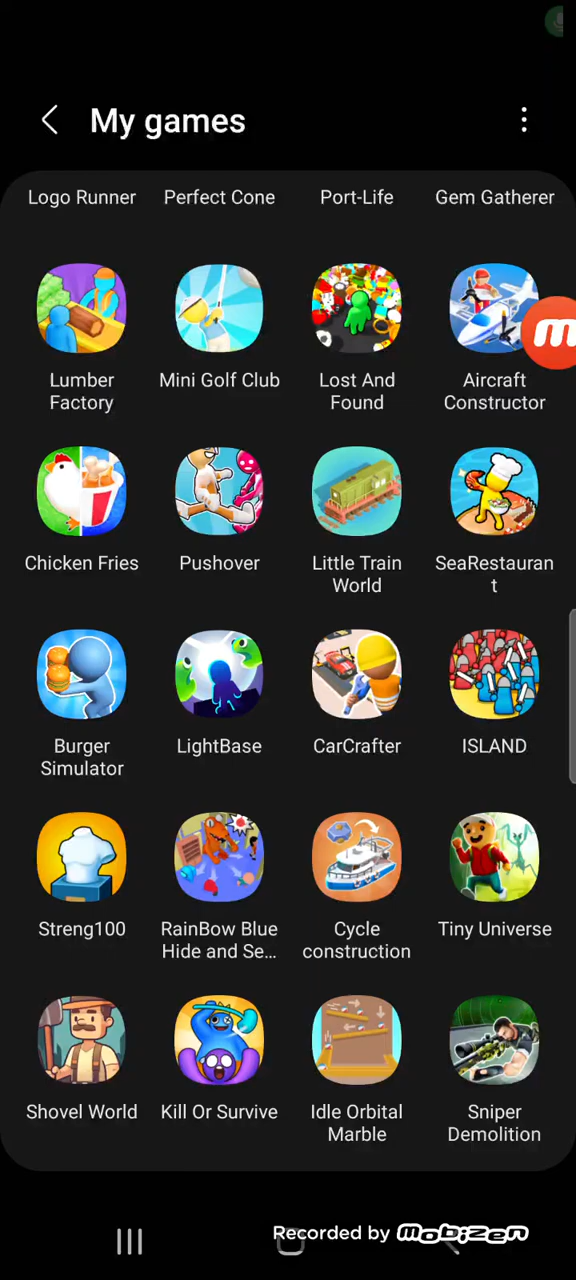 My games
Logo Runner
Perfect Cone
Port-Life
Gem Gatherer
Lumber
Factory
Mini Golf Club
Lost And
Found
Aircraft
Constructor
Chicken Fries
Pushover
Little Train
World
SeaRestauran
t
Burger
Simulator
LightBase
CarCrafter
ISLAND
Streng100
RainBow Blue
Hide and Se...
Cycle
construction
Tiny Universe
Shovel World
Kill Or Survive
Idle Orbital
Marble
Sniper
Demolition
Recorded by mobizen